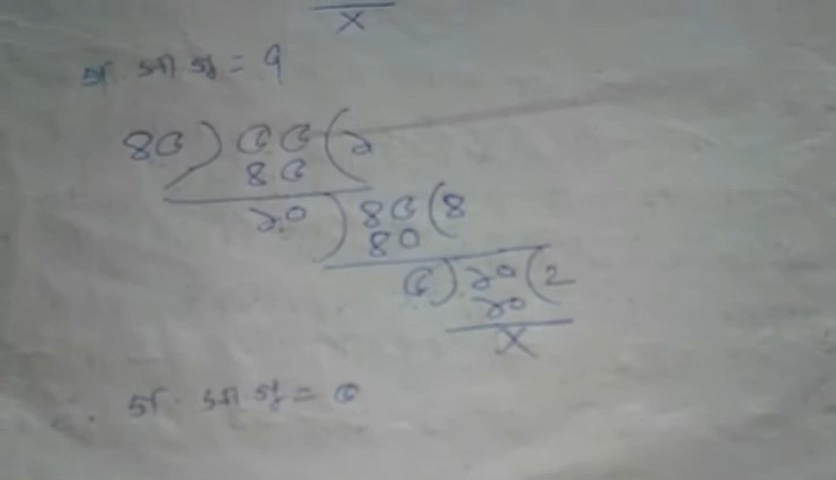 x
গ. সা. গু = ৭
৪৫ ) ৫৫ ( ১
৪৫
১০ ) ৪৫ ( ৪
৪০
৫ ) ১০ ( ২
১০
x
গ. সা. গু = ৫